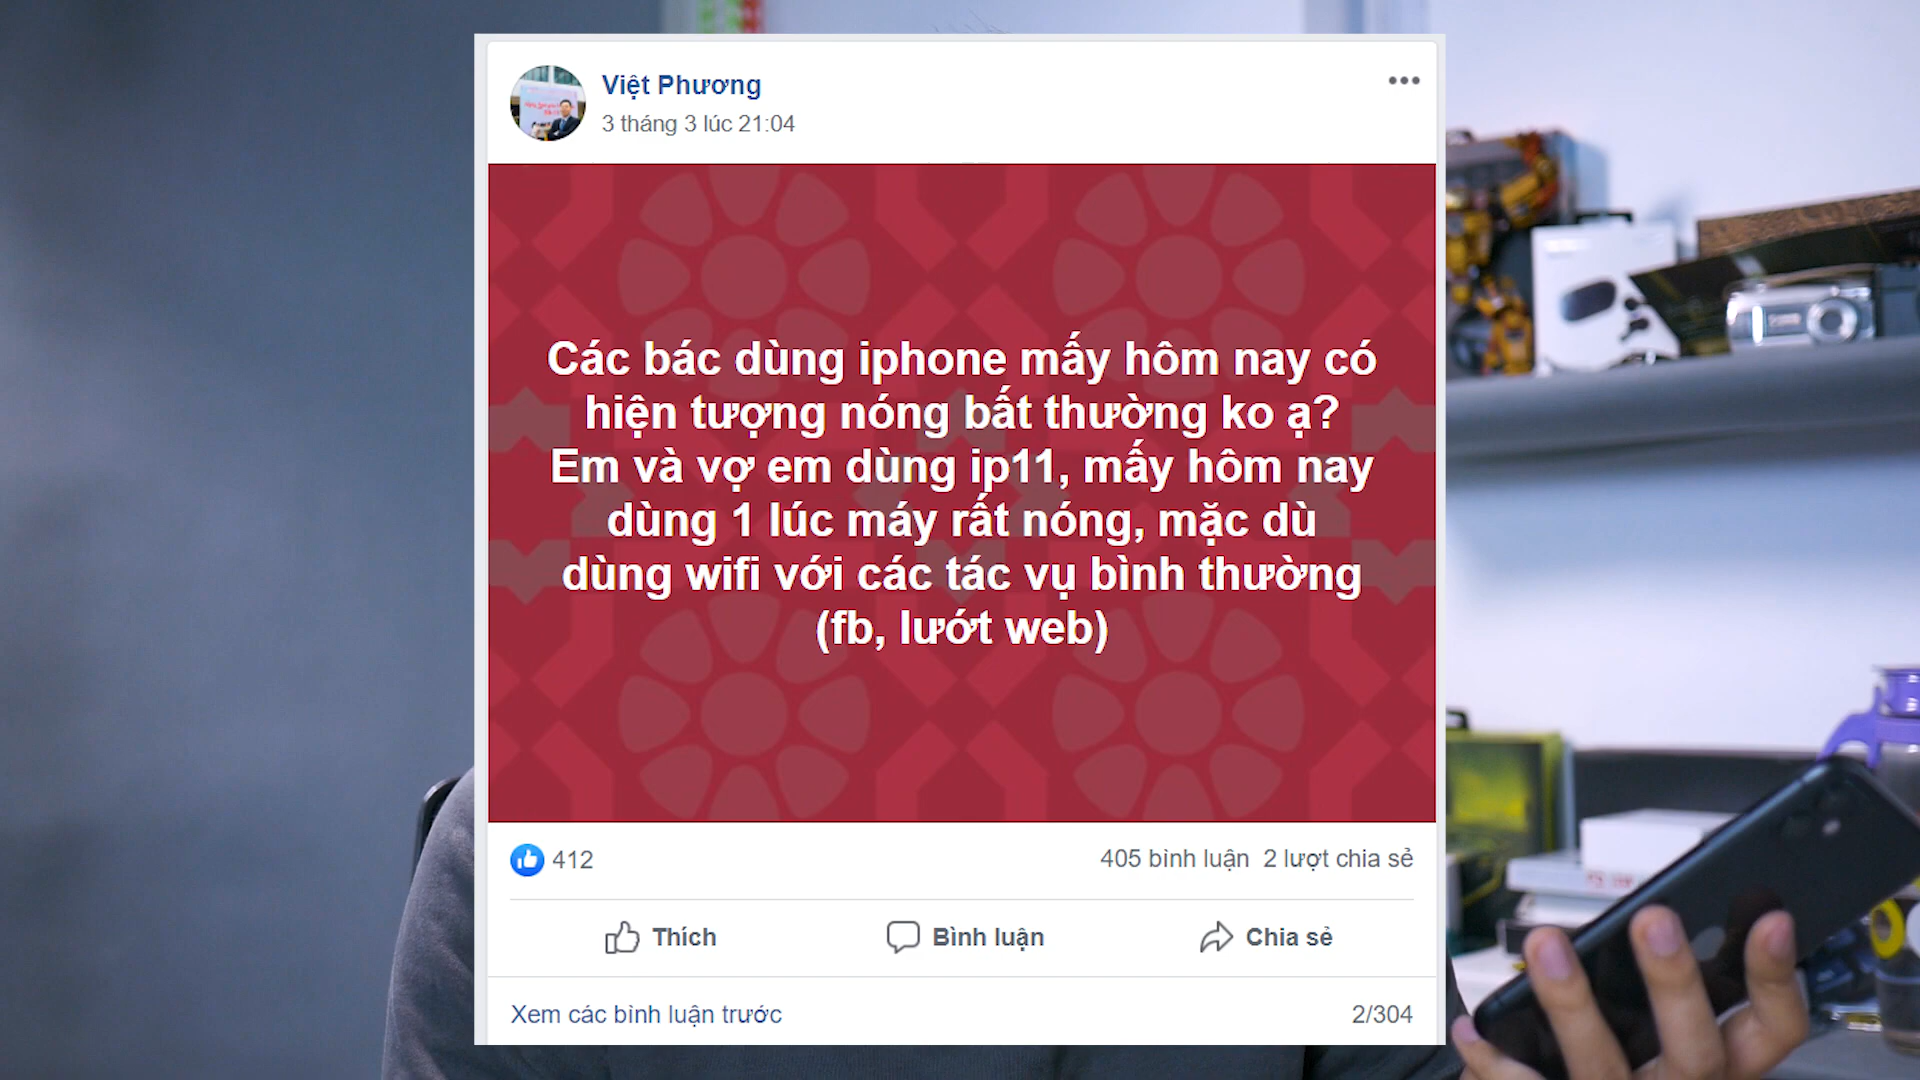 Việt Phương
3 tháng 3 lúc 21:04
Các bác dùng iphone mấy hôm nay có
hiện tượng nóng bất thường ko ạ?
Em và vợ em dùng ip11, mấy hôm nay
dùng 1 lúc máy rất nóng, mặc dù
dùng wifi với các tác vụ bình thường
(fb, lướt web)
412
405 bình luận 2 lượt chia sẻ
Thích
Bình luận
Chia sẻ
Xem các bình luận trước
2/304